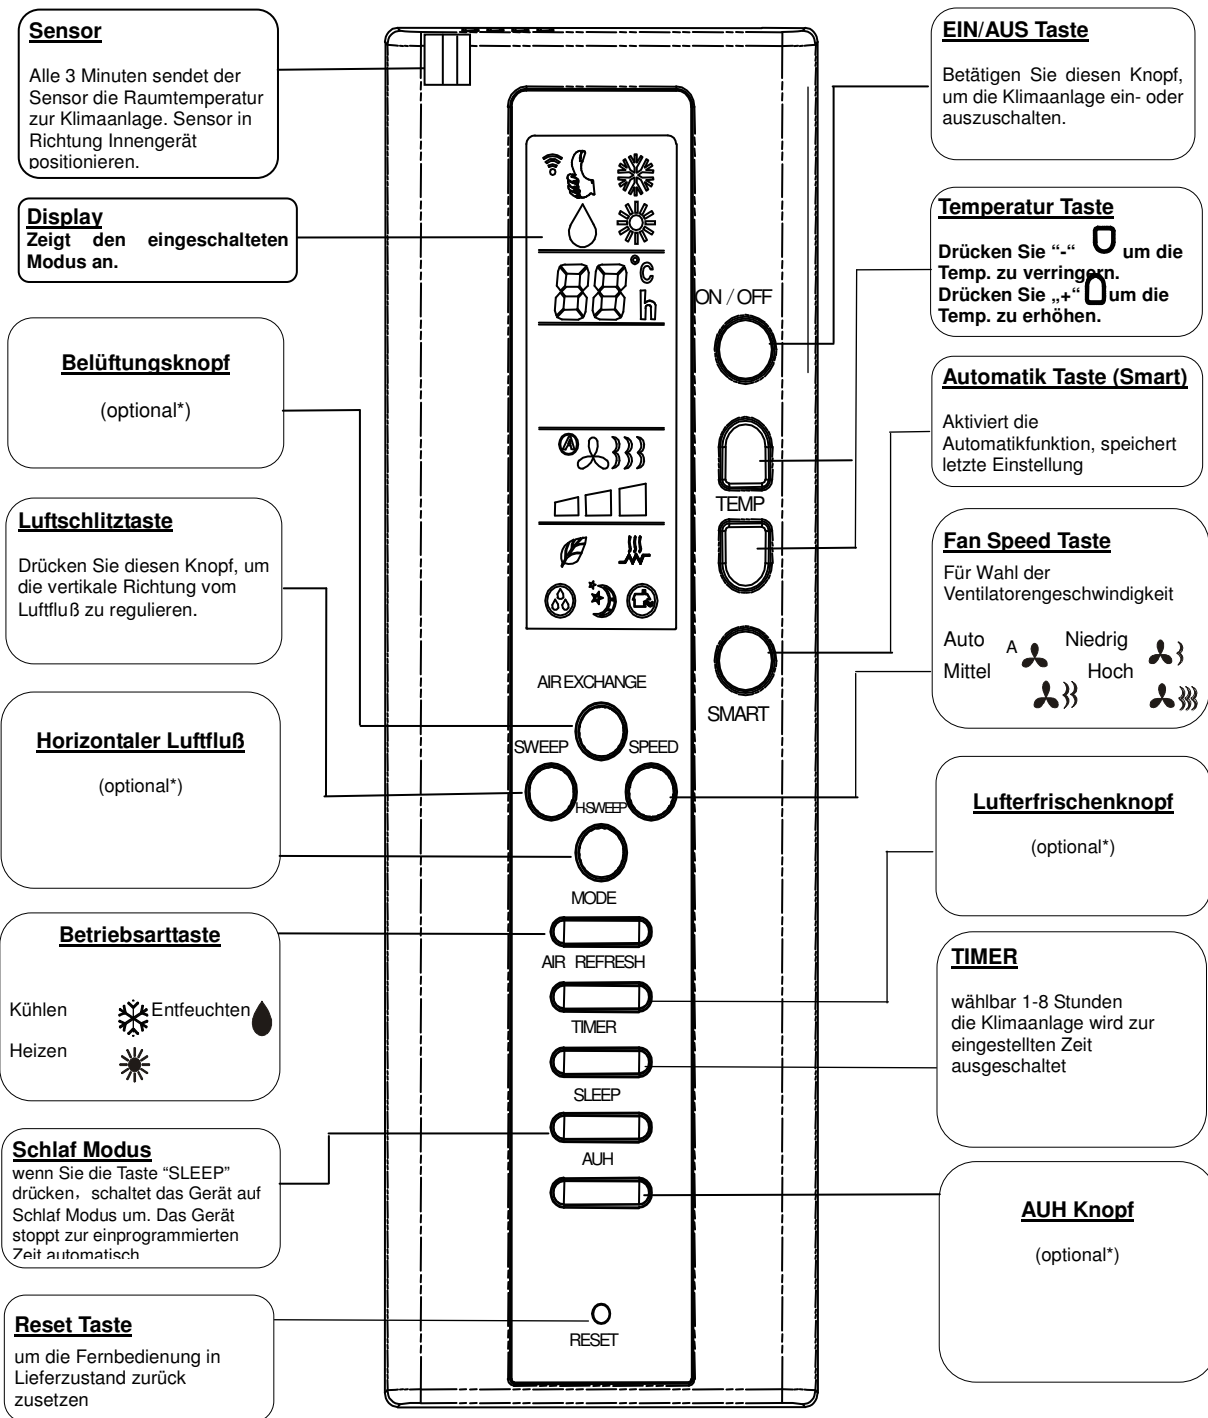 Sensor
Alle 3 Minuten sendet der
Sensor die Raumtemperatur
zur Klimaanlage. Sensor in
Richtung Innengerät
positionieren.
Display
Zeigt den eingeschalteten
Modus an.
Belüftungsknopf
(optional*)
Luftschlitztaste
Drücken Sie diesen Knopf, um
die vertikale Richtung vom
Luftfluß zu regulieren.
Horizontaler Luftfluß
(optional*)
Betriebsarttaste
Kühlen Entfeuchten
Heizen
Schlaf Modus
wenn Sie die Taste “SLEEP”
drücken，schaltet das Gerät auf
Schlaf Modus um. Das Gerät
stoppt zur einprogrammierten
Zeit automatisch
Reset Taste
um die Fernbedienung in
Lieferzustand zurück
zusetzen
88°C
h
ON / OFF
TEMP
SMART
AIR EXCHANGE
SWEEP SPEED
H-SWEEP
MODE
AIR REFRESH
TIMER
SLEEP
AUH
RESET
EIN/AUS Taste
Betätigen Sie diesen Knopf,
um die Klimaanlage ein- oder
auszuschalten.
Temperatur Taste
Drücken Sie “-“ um die
Temp. zu verringern.
Drücken Sie „+“ um die
Temp. zu erhöhen.
Automatik Taste (Smart)
Aktiviert die
Automatikfunktion, speichert
letzte Einstellung
Fan Speed Taste
Für Wahl der
Ventilatorengeschwindigkeit
Auto A Niedrig
Mittel Hoch
Lufterfrischenknopf
(optional*)
TIMER
wählbar 1-8 Stunden
die Klimaanlage wird zur
eingestellten Zeit
ausgeschaltet
AUH Knopf
(optional*)